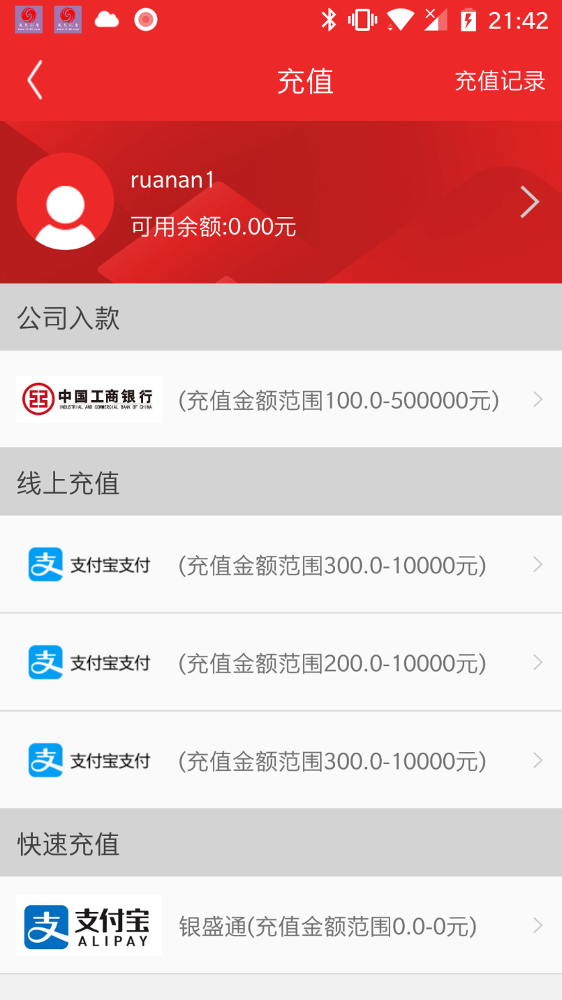 21:42
充值
充值记录
ruanan1
可用余额:0.00元
公司入款
中国工商银行
INDUSTRIAL AND COMMERCIAL BANK OF CHINA
(充值金额范围100.0-500000元)
线上充值
支付宝支付
(充值金额范围300.0-10000元)
支付宝支付
(充值金额范围200.0-10000元)
支付宝支付
(充值金额范围300.0-10000元)
快速充值
支付宝
ALIPAY
银盛通(充值金额范围0.0-0元)